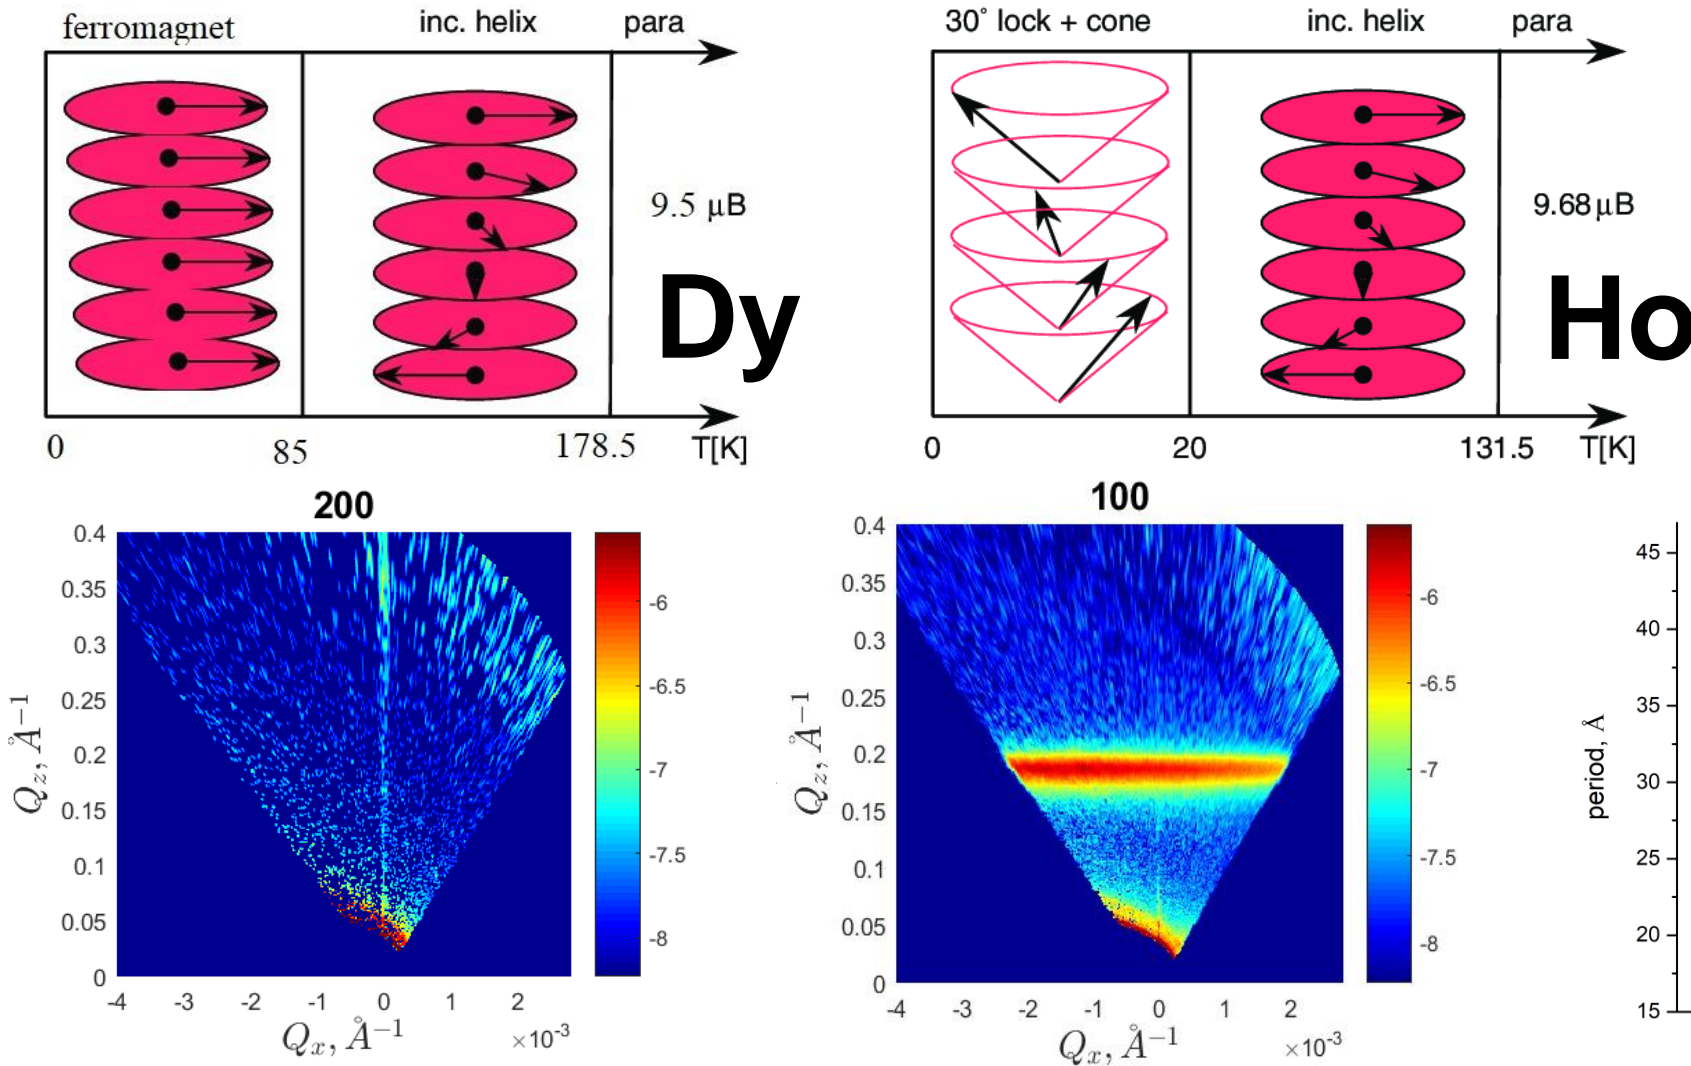 ferromagnet inc. helix para
9.5 μB
Dy
0 85 178.5 T[K]
30° lock + cone inc. helix para
9.68 μB
Ho
0 20 131.5 T[K]
200
0.4
0.35
0.3
0.25
0.2
0.15
0.1
0.05
0
Qz, Å−1
-4 -3 -2 -1 0 1 2
×10-3
Qx, Å−1
-6
-6.5
-7
-7.5
-8
100
0.4
0.35
0.3
0.25
0.2
0.15
0.1
0.05
0
Qz, Å−1
-4 -3 -2 -1 0 1 2
×10-3
Qx, Å−1
-6
-6.5
-7
-7.5
-8
45
40
35
30
25
20
15
period, Å